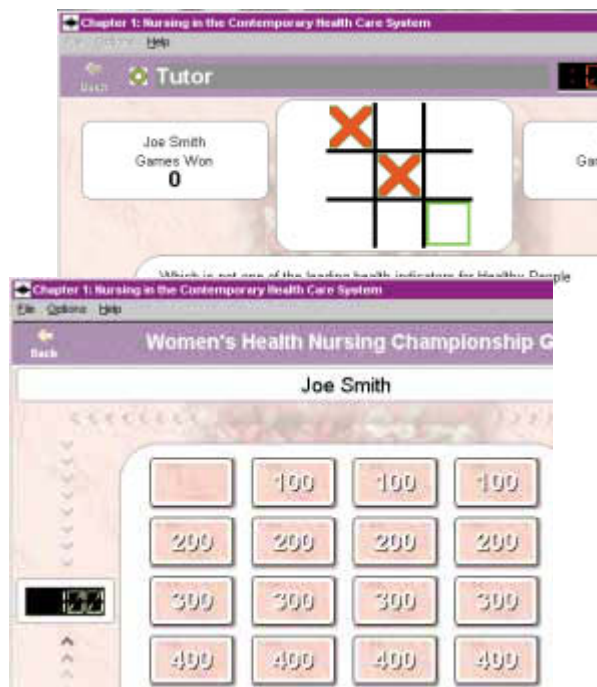 Chapter 1: Nursing in the Contemporary Health Care System
File Options Help
Back
Tutor
Joe Smith
Games Won
0
Which is not one of the leading health indicators for Healthy People
Chapter 1: Nursing in the Contemporary Health Care System
File Options Help
Back
Women's Health Nursing Championship G
Joe Smith
100 100 100
200 200 200 200
300 300 300 300
100
400 400 400 400